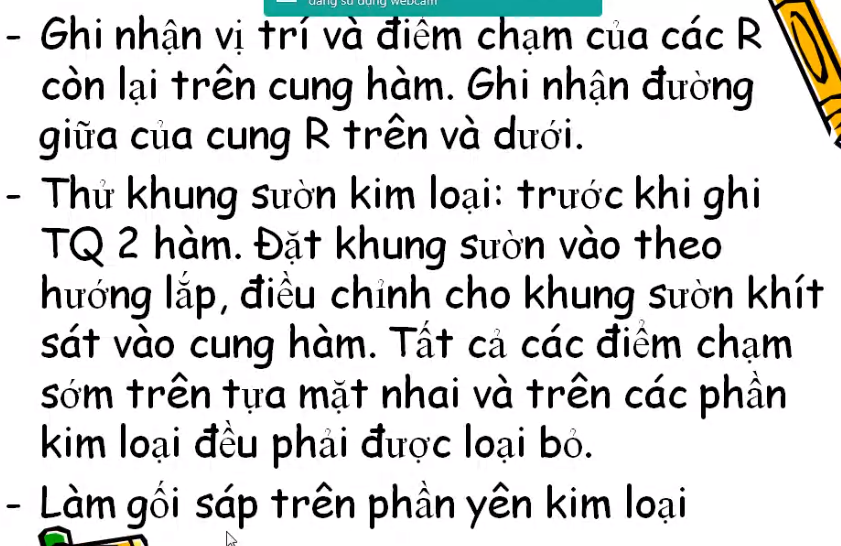 đang sử dụng webcam
- Ghi nhận vị trí và điểm chạm của các R
còn lại trên cung hàm. Ghi nhận đường
giữa của cung R trên và dưới.
- Thử khung sườn kim loại: trước khi ghi
TQ 2 hàm. Đặt khung sườn vào theo
hướng lắp, điều chỉnh cho khung sườn khít
sát vào cung hàm. Tất cả các điểm chạm
sớm trên tựa mặt nhai và trên các phần
kim loại đều phải được loại bỏ.
- Làm gối sáp trên phần yên kim loại